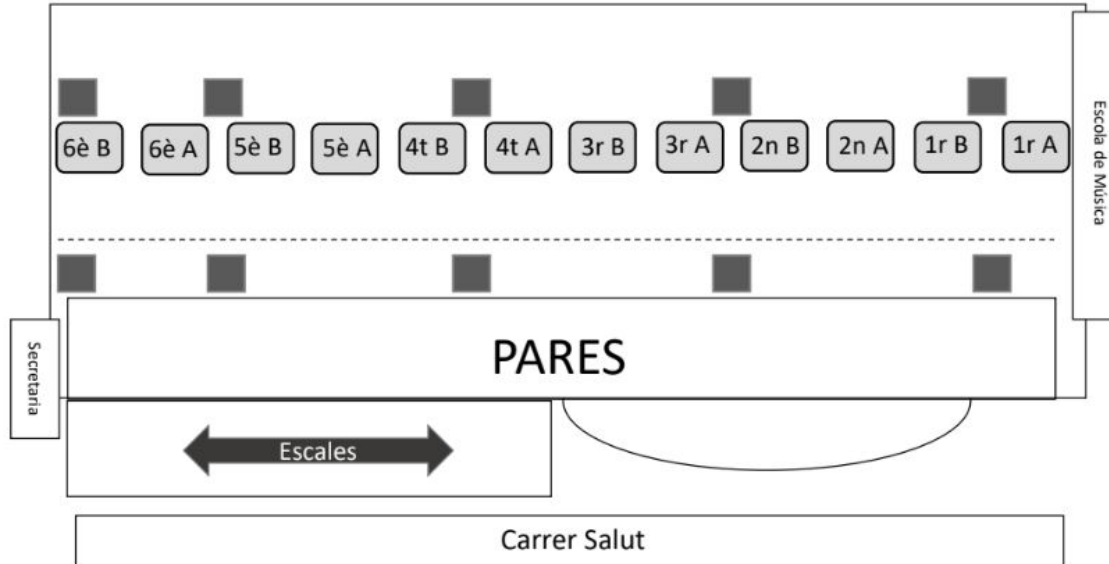 6è B
6è A
5è B
5è A
4t B
4t A
3r B
3r A
2n B
2n A
1r B
1r A
Escola de Música
Secretaria
PARES
Escales
Carrer Salut